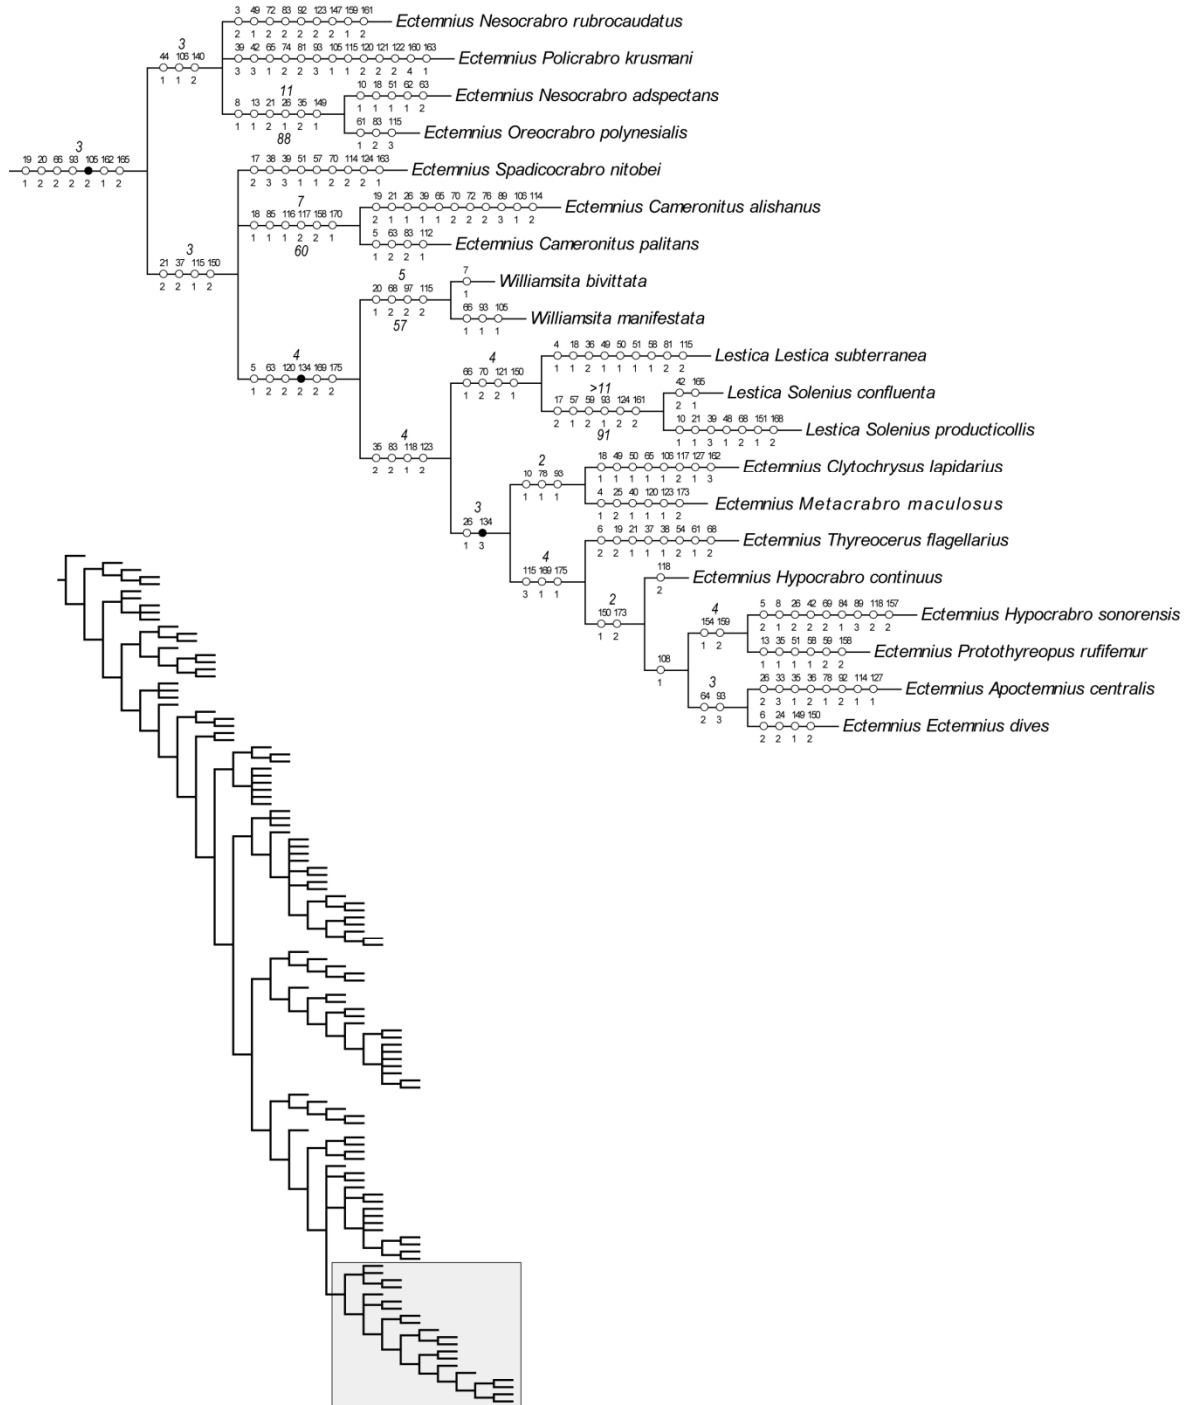 3 49 72 83 92 123 147 159 161
Ectemnius Nesocrabro rubrocaudatus
2 1 2 2 2 2 1 1 2
3
44 106 140
1 1 2
39 42 65 74 81 93 105 115 120 121 122 160 163
Ectemnius Policrabro krusmani
3 3 1 2 2 3 1 1 2 2 2 4 1
11
8 13 21 26 35 149
1 1 2 1 2 1
88
10 18 51 62 63
Ectemnius Nesocrabro adspectans
1 1 1 1 2
61 83 115
Ectemnius Oreocrabro polynesialis
1 2 3
3
19 20 66 93 105 162 165
1 2 2 2 2 1 2
17 38 39 51 57 70 114 124 163
Ectemnius Spadicocrabro nitobei
2 3 3 1 1 2 2 2 1
7
18 85 116 117 158 170
1 1 1 2 2 1
60
19 21 26 39 65 70 72 76 89 103 114
Ectemnius Cameronitus alishanus
2 1 1 1 1 2 2 2 3 1 2
5 63 83 112
Ectemnius Cameronitus palitans
1 2 2 1
3
21 37 115 150
2 2 1 2
5
20 68 97 115
1 2 2 2
57
7
Williamsita bivittata
1
66 93 105
Williamsita manifestata
1 1 1
4
5 63 120 134 169 175
1 2 2 2 2 2
4
66 70 121 150
1 2 2 1
4 18 36 49 50 51 58 81 115
Lestica Lestica subterranea
1 1 2 1 1 1 1 2 2
>11
17 57 59 93 124 161
2 1 2 1 2 2
91
42 165
Lestica Solenius confluenta
2 1
10 21 39 48 68 121 151 168
Lestica Solenius producticollis
1 1 3 1 2 1 2 2
4
35 83 118 123
2 2 1 2
2
10 78 93
1 1 1
18 49 50 65 106 117 127 162
Ectemnius Clytochrysus lapidarius
1 1 1 1 1 2 1 3
4 25 40 120 123 173
Ectemnius Metacrabro maculosus
1 2 1 1 1 2
3
26 134
1 3
4
115 169 175
3 1 1
6 19 21 37 38 54 61 68
Ectemnius Thyreocerus flagellarius
2 2 1 1 1 2 1 2
2
150 173
1 2
118
Ectemnius Hypocrabro continuus
2
108
1
4
154 159
1 2
5 8 26 42 69 84 89 118 157
Ectemnius Hypocrabro sonorensis
2 1 2 2 2 1 3 2 2
13 35 51 58 59 158
Ectemnius Protothyreopus rufifemur
1 1 1 1 2 2
3
64 93
2 3
26 33 35 36 78 92 114 127
Ectemnius Apoctemnius centralis
2 3 1 2 1 2 1 1
6 24 149 150
Ectemnius Ectemnius dives
2 2 1 2